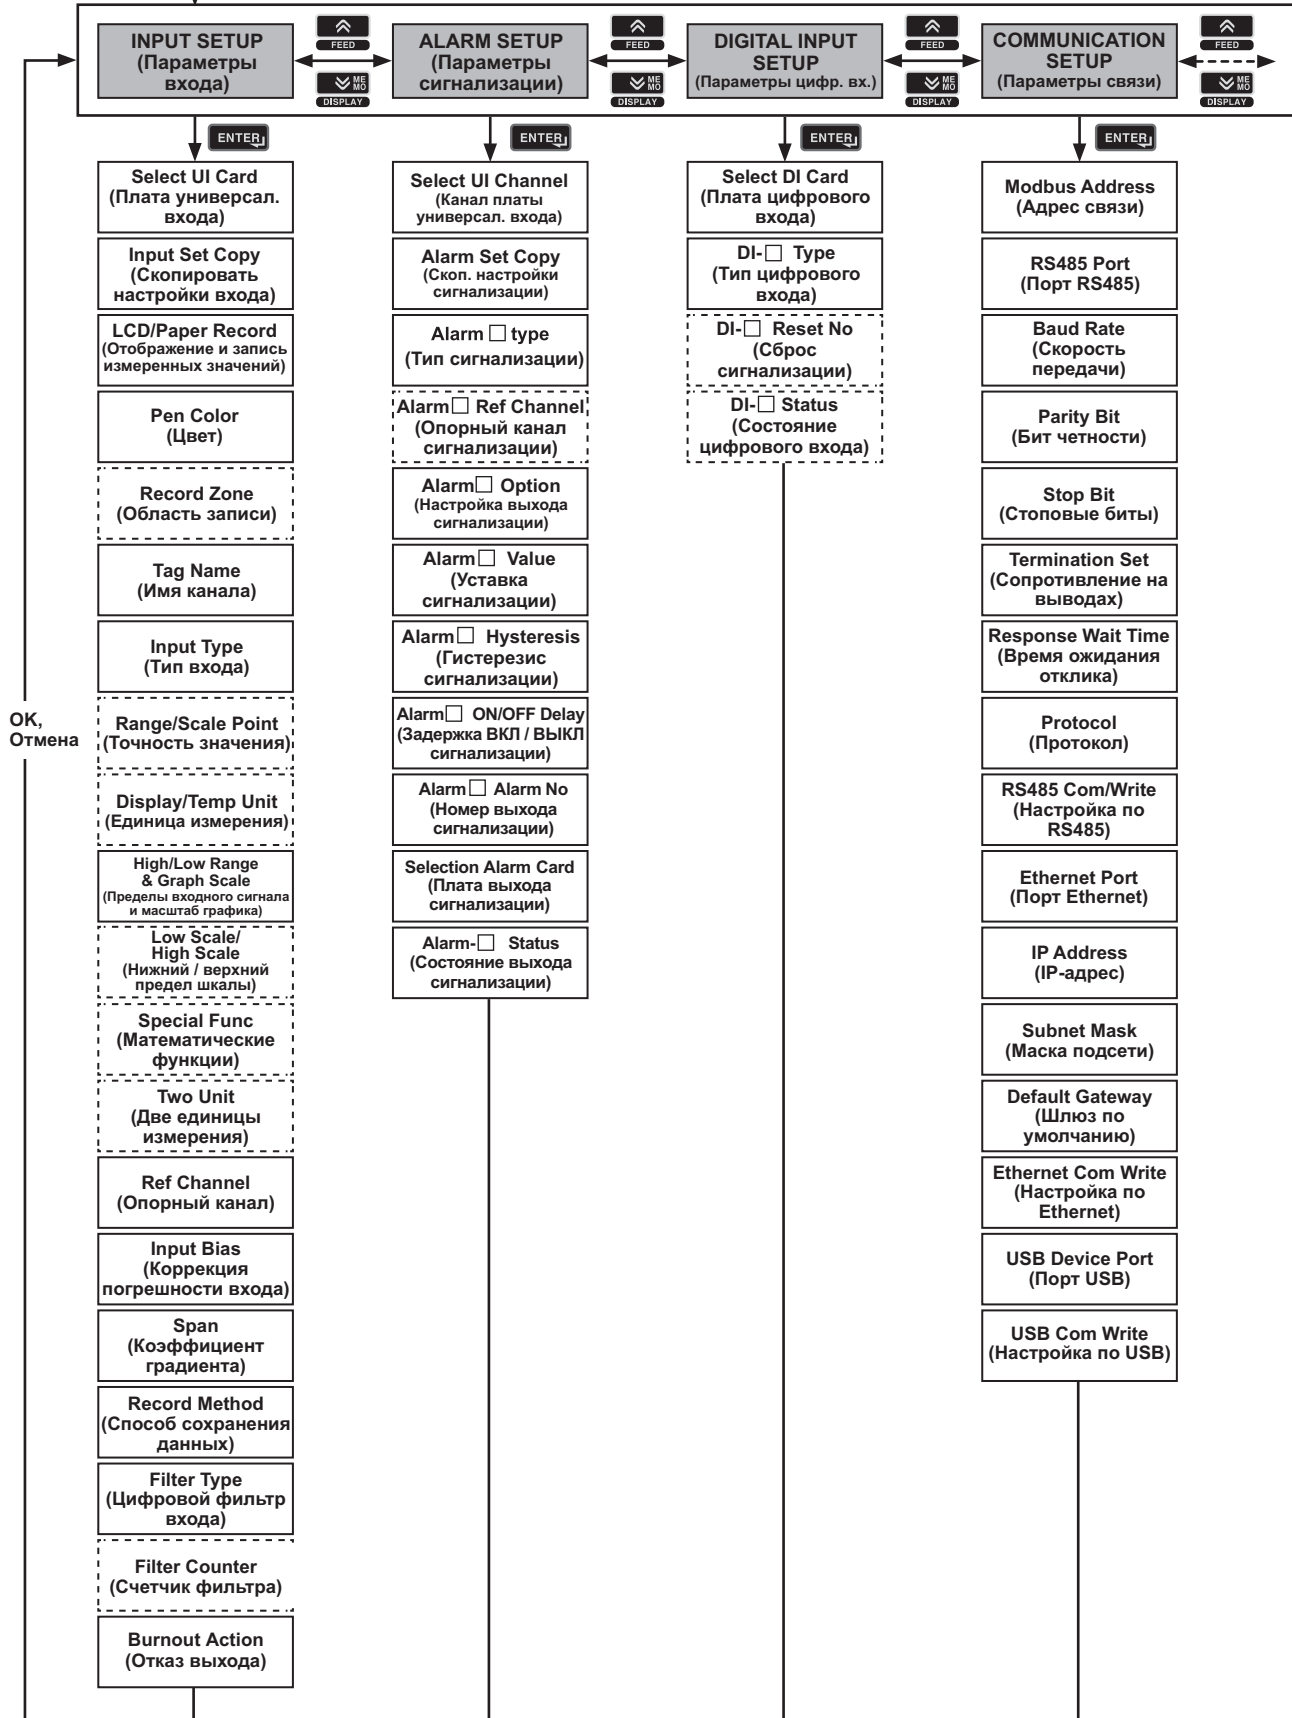 INPUT SETUP
(Параметры
входа)
FEED
ME
MO
DISPLAY
ALARM SETUP
(Параметры
сигнализации)
FEED
ME
MO
DISPLAY
DIGITAL INPUT
SETUP
(Параметры цифр. вх.)
FEED
ME
MO
DISPLAY
COMMUNICATION
SETUP
(Параметры связи)
FEED
ME
MO
DISPLAY
OK,
Отмена
ENTER
Select UI Card
(Плата универсал.
входа)
Input Set Copy
(Скопировать
настройки входа)
LCD/Paper Record
(Отображение и запись
измеренных значений)
Pen Color
(Цвет)
Record Zone
(Область записи)
Tag Name
(Имя канала)
Input Type
(Тип входа)
Range/Scale Point
(Точность значения)
Display/Temp Unit
(Единица измерения)
High/Low Range
& Graph Scale
(Пределы входного сигнала
и масштаб графика)
Low Scale/
High Scale
(Нижний / верхний
предел шкалы)
Special Func
(Математические
функции)
Two Unit
(Две единицы
измерения)
Ref Channel
(Опорный канал)
Input Bias
(Коррекция
погрешности входа)
Span
(Коэффициент
градиента)
Record Method
(Способ сохранения
данных)
Filter Type
(Цифровой фильтр
входа)
Filter Counter
(Счетчик фильтра)
Burnout Action
(Отказ выхода)
ENTER
Select UI Channel
(Канал платы
универсал. входа)
Alarm Set Copy
(Скоп. настройки
сигнализации)
Alarm □ type
(Тип сигнализации)
Alarm□ Ref Channel
(Опорный канал
сигнализации)
Alarm□ Option
(Настройка выхода
сигнализации)
Alarm□ Value
(Уставка
сигнализации)
Alarm□ Hysteresis
(Гистерезис
сигнализации)
Alarm□ ON/OFF Delay
(Задержка ВКЛ / ВЫКЛ
сигнализации)
Alarm□ Alarm No
(Номер выхода
сигнализации)
Selection Alarm Card
(Плата выхода
сигнализации)
Alarm-□ Status
(Состояние выхода
сигнализации)
ENTER
Select DI Card
(Плата цифрового
входа)
DI-□ Type
(Тип цифрового
входа)
DI-□ Reset No
(Сброс
сигнализации)
DI-□ Status
(Состояние
цифрового входа)
ENTER
Modbus Address
(Адрес связи)
RS485 Port
(Порт RS485)
Baud Rate
(Скорость
передачи)
Parity Bit
(Бит четности)
Stop Bit
(Стоповые биты)
Termination Set
(Сопротивление на
выводах)
Response Wait Time
(Время ожидания
отклика)
Protocol
(Протокол)
RS485 Com/Write
(Настройка по
RS485)
Ethernet Port
(Порт Ethernet)
IP Address
(IP-адрес)
Subnet Mask
(Маска подсети)
Default Gateway
(Шлюз по
умолчанию)
Ethernet Com Write
(Настройка по
Ethernet)
USB Device Port
(Порт USB)
USB Com Write
(Настройка по USB)